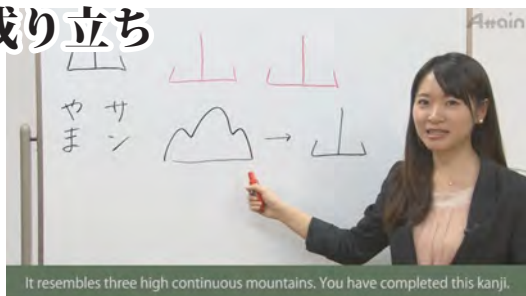 成り立ち
Attain
山 山 山
サン
やま
→ 山
It resembles three high continuous mountains. You have completed this kanji.